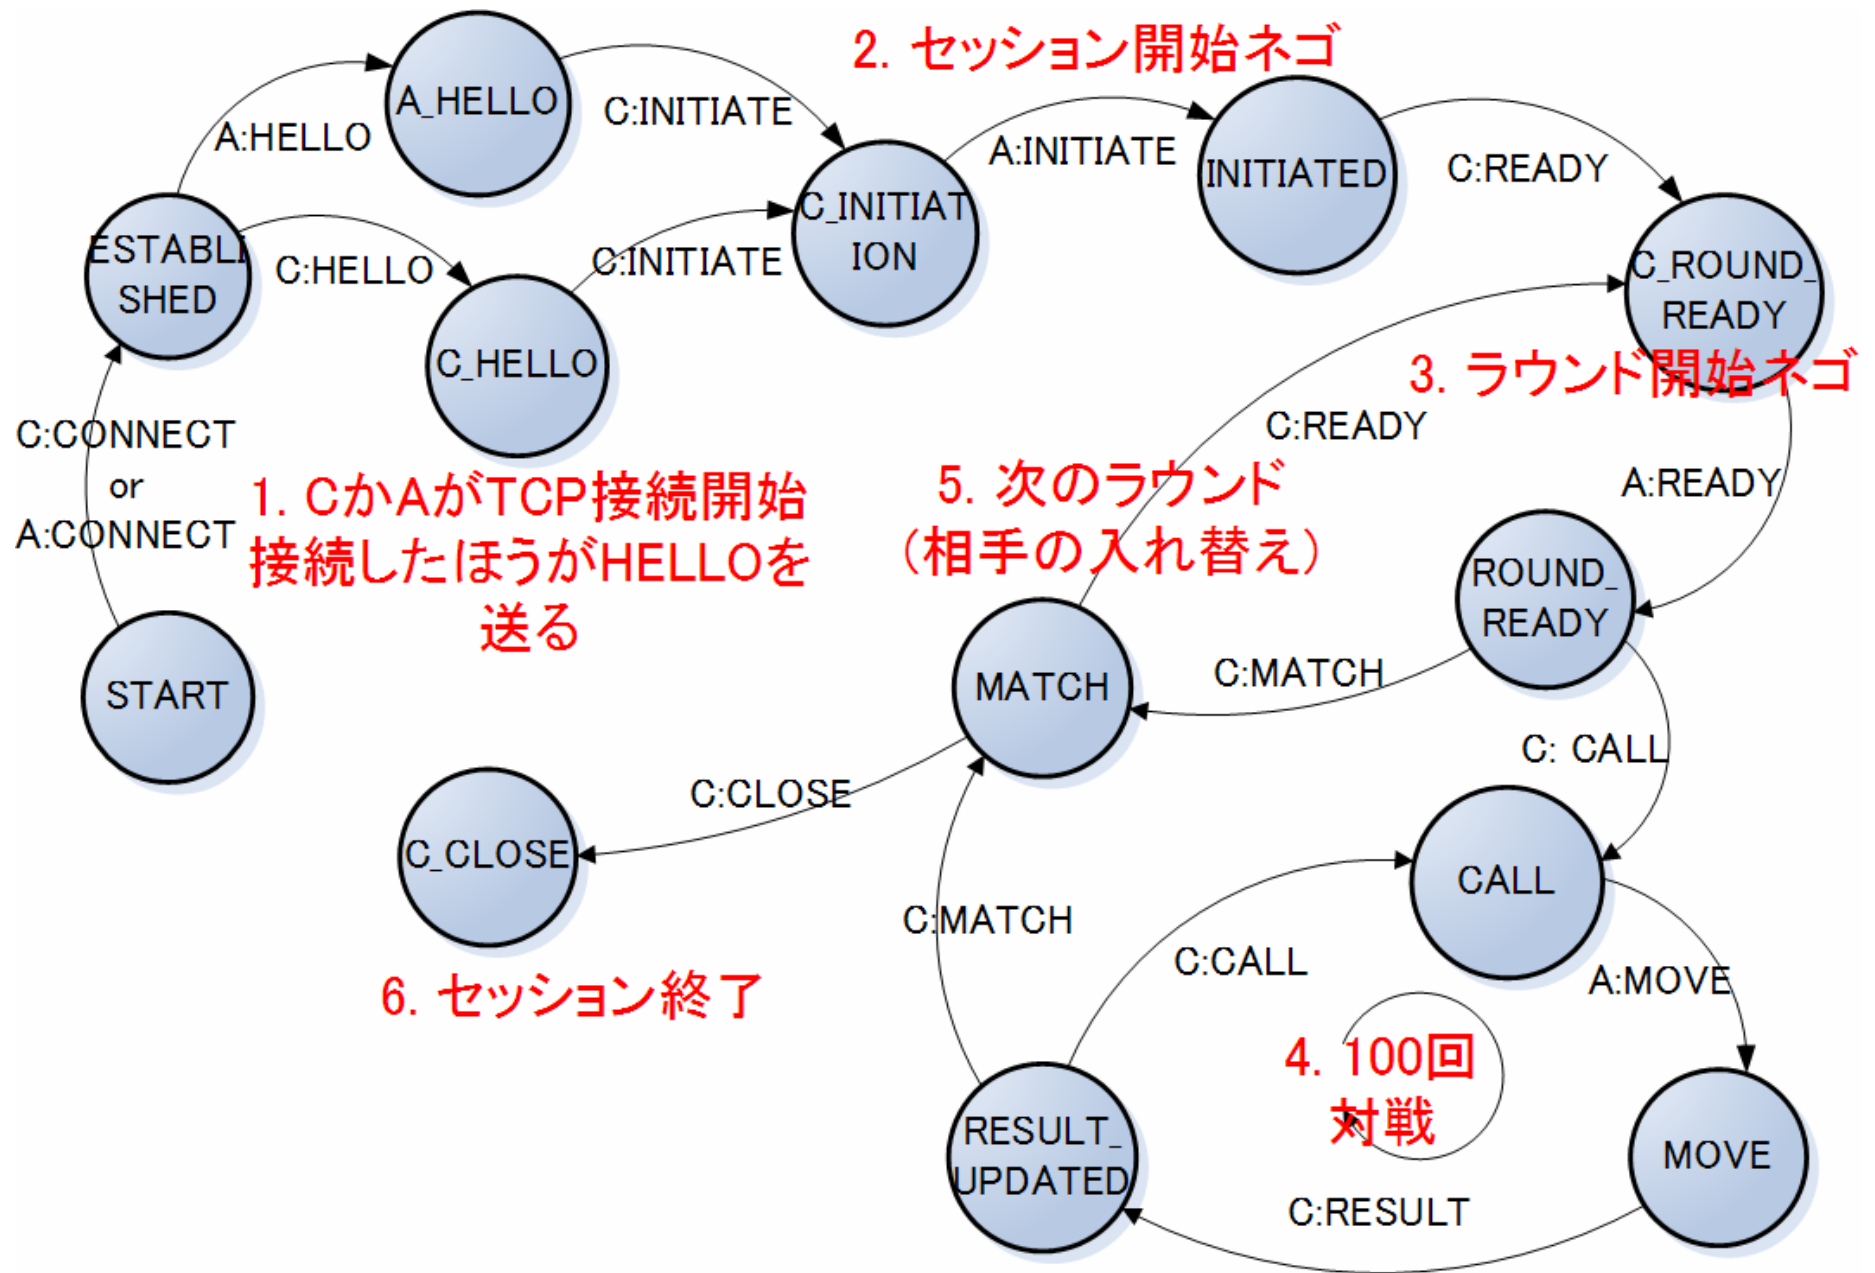 2. セッション開始ネゴ
A_HELLO
C:INITIATE
A:HELLO
A:INITIATE
INITIATED
C:READY
C_INITIAT
ION
ESTABLI
SHED
C:HELLO
C:INITIATE
C_ROUND_
READY
C_HELLO
3. ラウンド開始ネゴ
C:CONNECT
or
A:CONNECT
C:READY
A:READY
1. CかAがTCP接続開始
接続したほうがHELLOを
送る
5. 次のラウンド
(相手の入れ替え)
ROUND_
READY
START
MATCH
C:MATCH
C: CALL
C:CLOSE
C_CLOSE
CALL
C:MATCH
C:CALL
A:MOVE
6. セッション終了
4. 100回
対戦
RESULT_
UPDATED
MOVE
C:RESULT